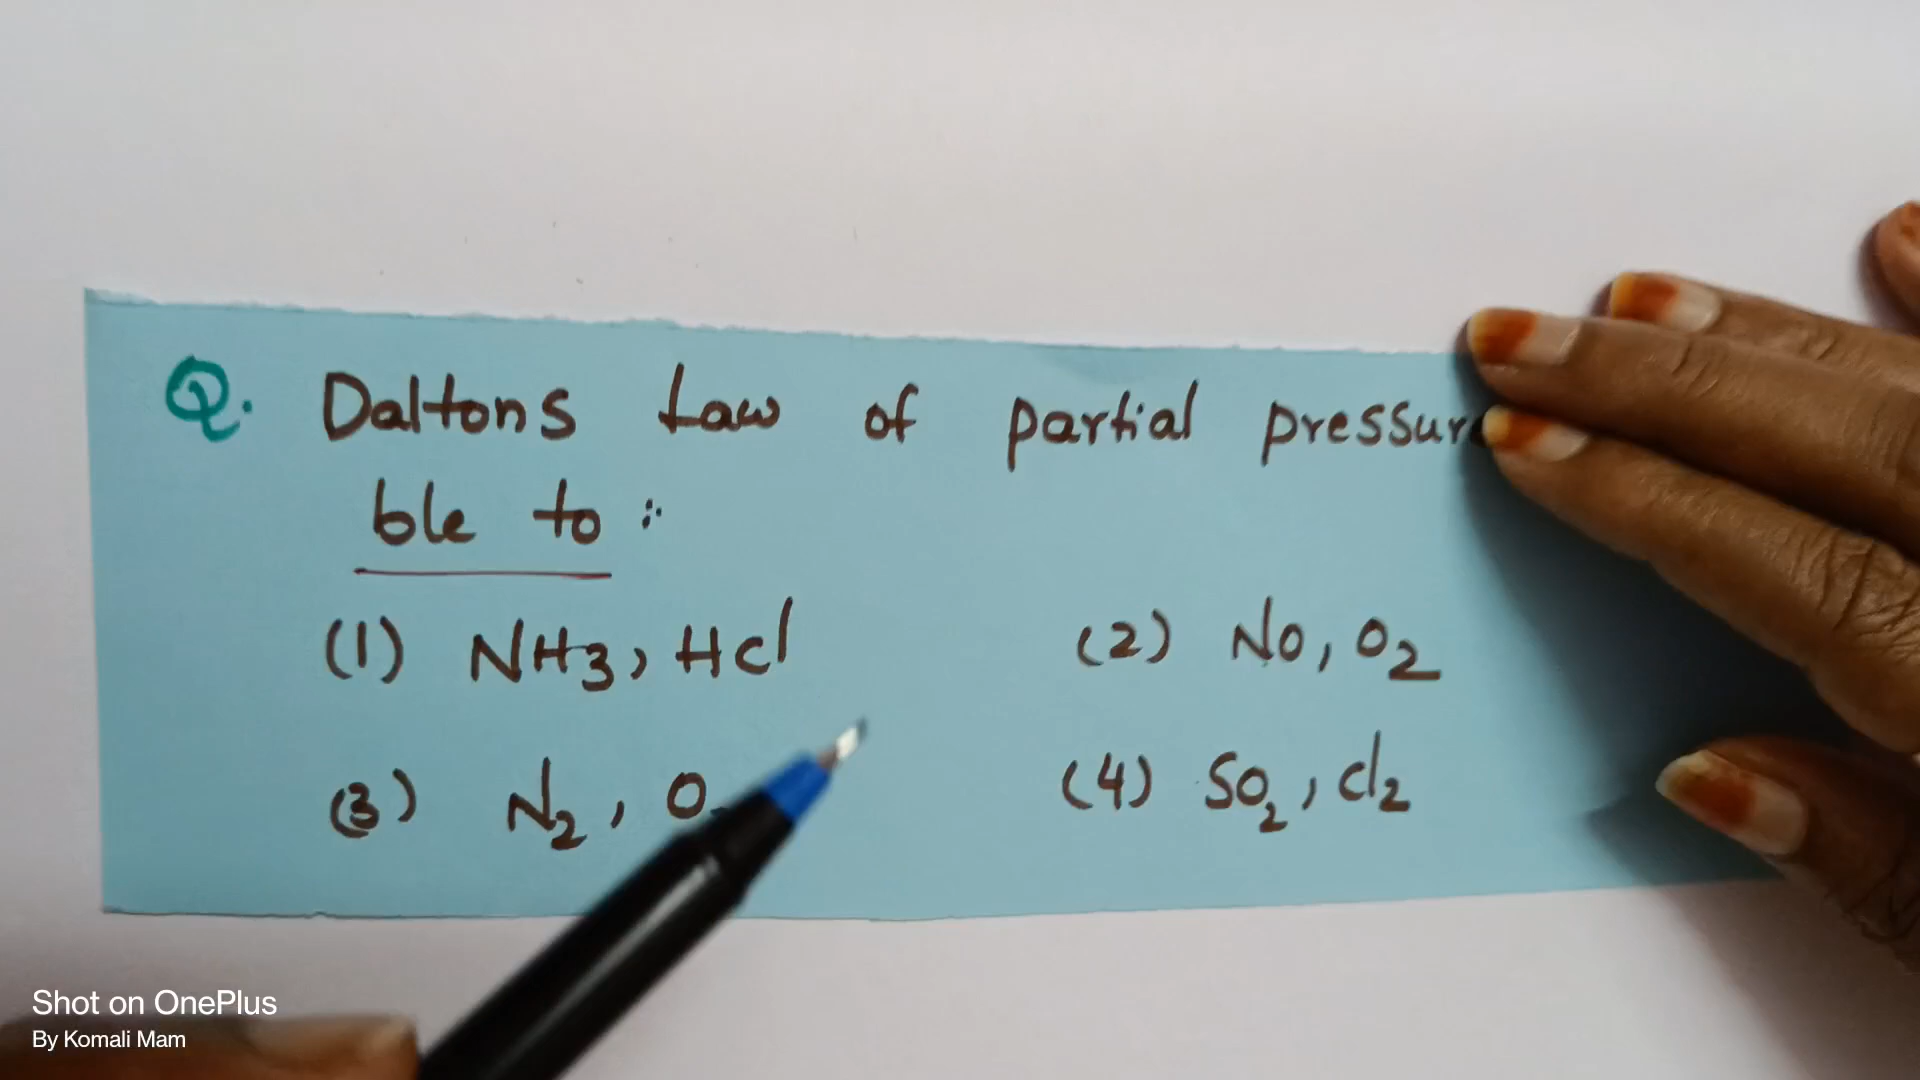 Q. Daltons Law of partial
ble to :-
(1) NH3, HCl (2) NO, O2
(3) N2, (4) SO2, Cl2
Shot on OnePlus
By Komali Mam